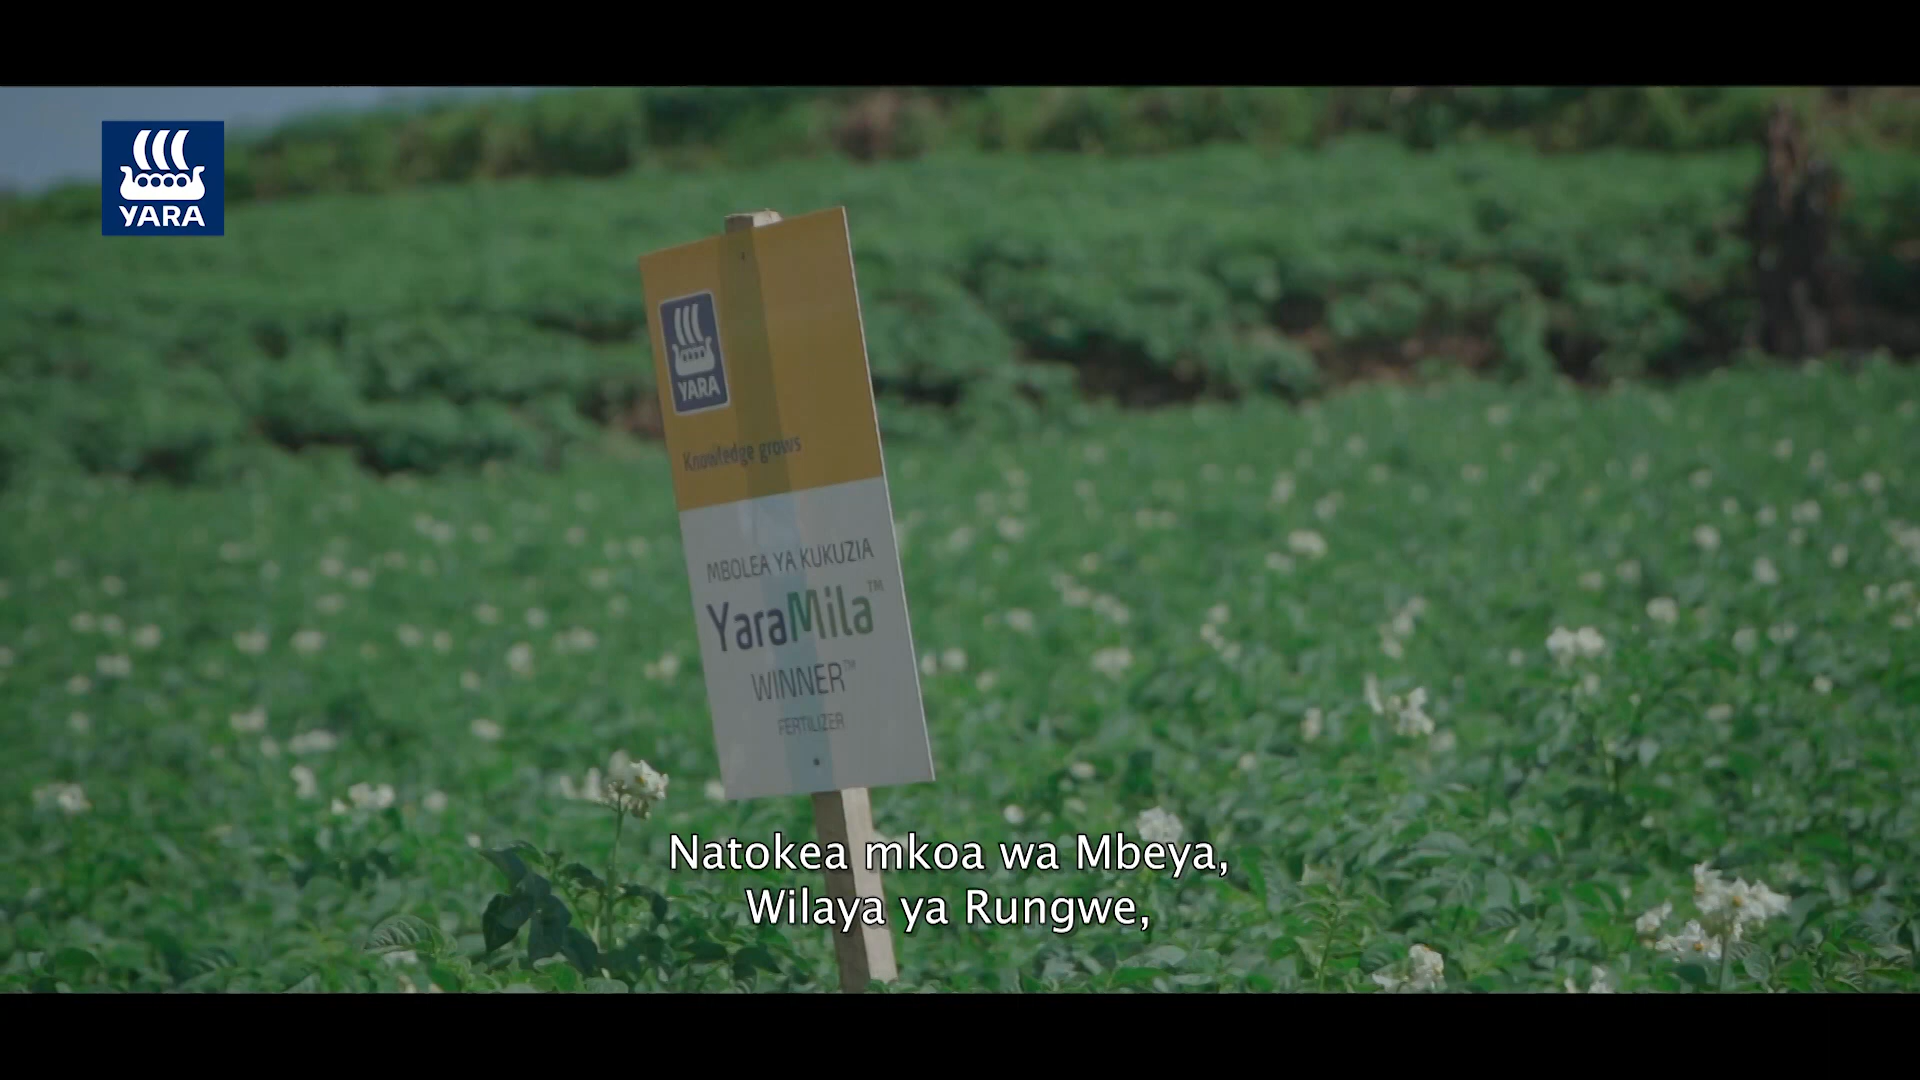 YARA
YARA
Knowledge grows
MBOLEA YA KUKUZIA
YaraMila™
WINNER™
FERTILIZER
Natokea mkoa wa Mbeya,
Wilaya ya Rungwe,